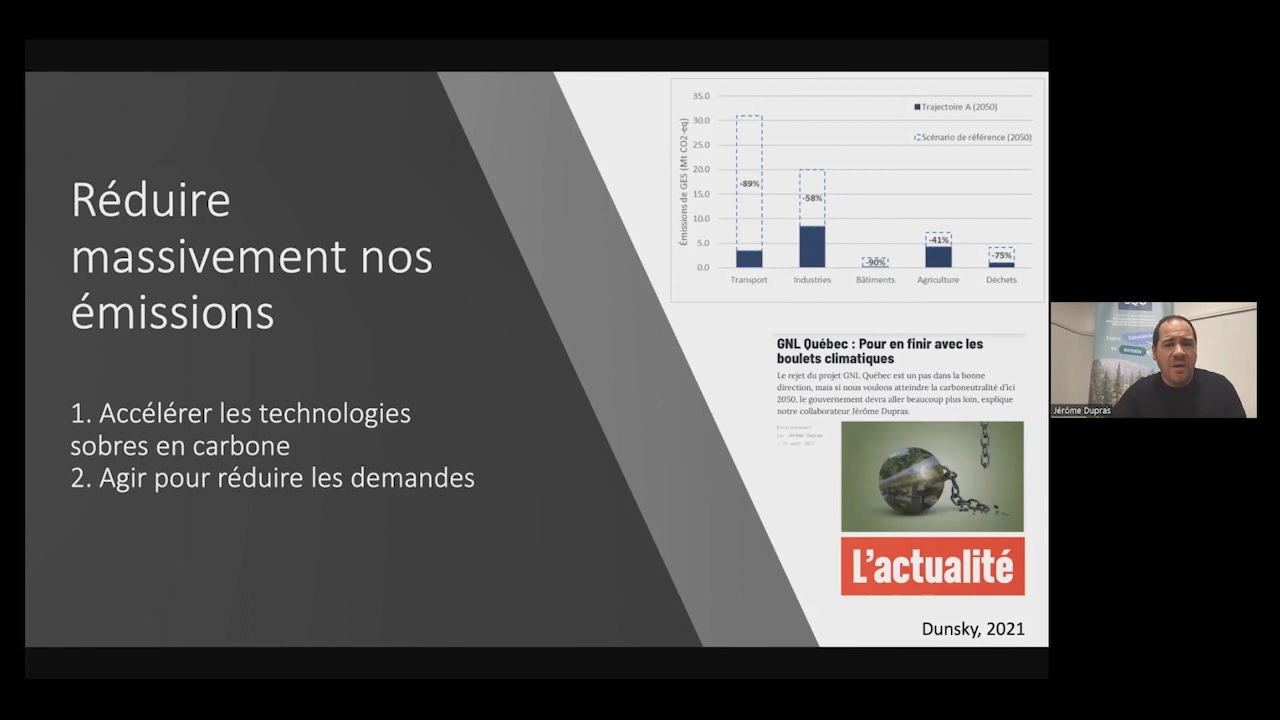 Réduire
massivement nos
émissions
1. Accélérer les technologies
sobres en carbone
2. Agir pour réduire les demandes
Émissions de GES (Mt CO2-eq)
35.0
30.0
25.0
20.0
15.0
10.0
5.0
0.0
Trajectoire A (2050)
Scénario de référence (2050)
-89%
-58%
-90%
-41%
-75%
Transport
Industries
Bâtiments
Agriculture
Déchets
GNL Québec : Pour en finir avec les
boulets climatiques
Le rejet du projet GNL Québec est un pas dans la bonne
direction, mais si nous voulons atteindre la carboneutralité d'ici
2050, le gouvernement devra aller beaucoup plus loin, explique
notre collaborateur Jérôme Dupras.
Environnement
par Jérôme Dupras
L'actualité
Dunsky, 2021
et terrain
Jérôme Dupras